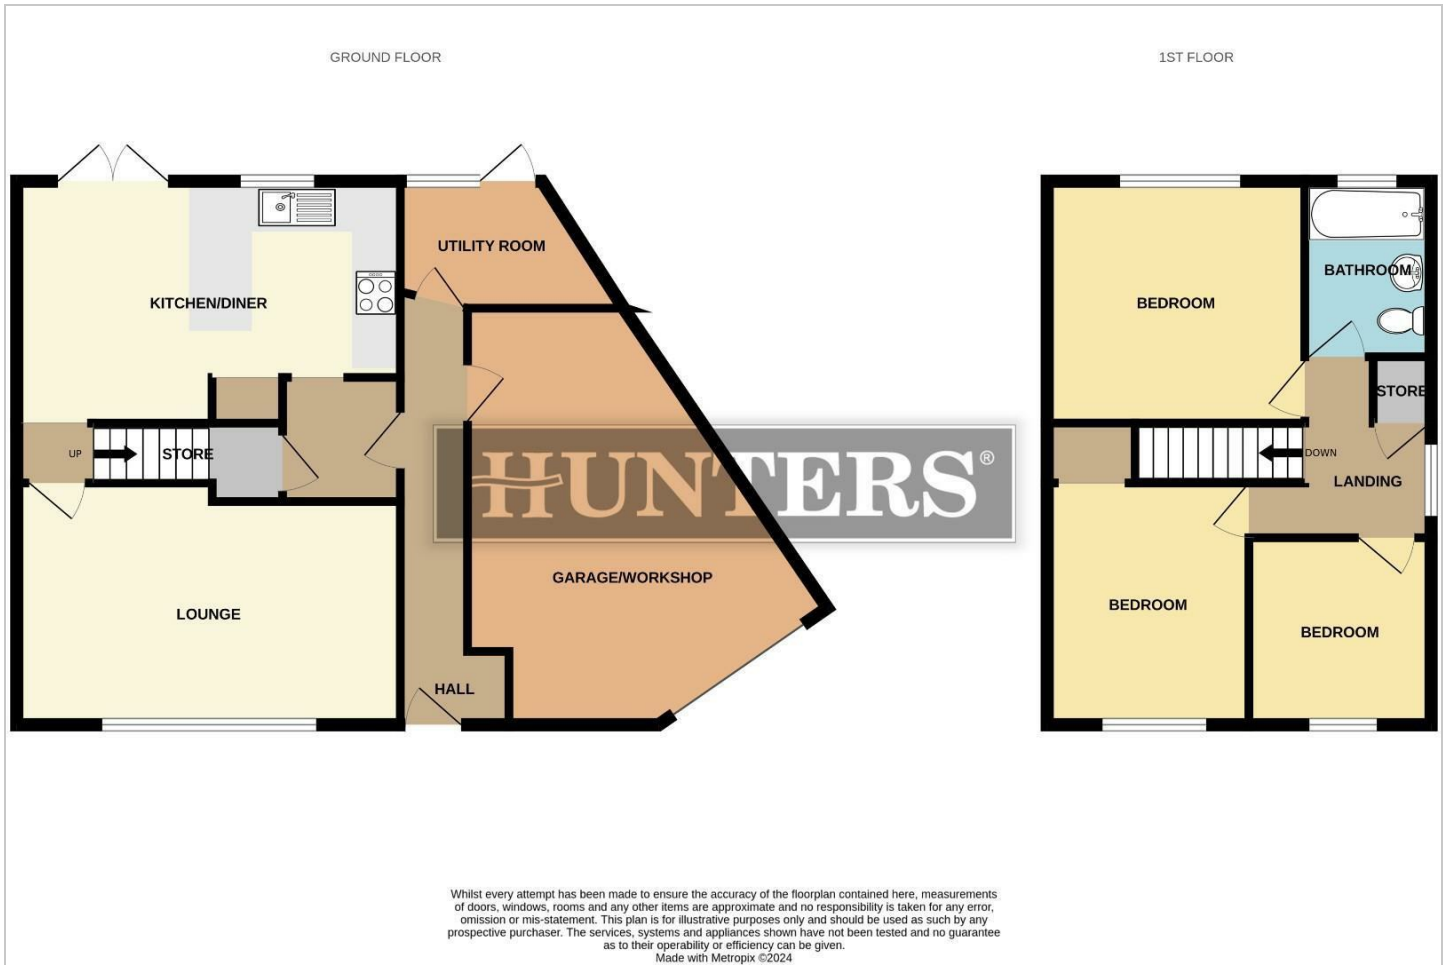 GROUND FLOOR
1ST FLOOR
UTILITY ROOM
KITCHEN/DINER
BEDROOM
BATHROOM
STORE
UP
STORE
DOWN
LANDING
HUNTERS®
GARAGE/WORKSHOP
LOUNGE
BEDROOM
BEDROOM
HALL
Whilst every attempt has been made to ensure the accuracy of the floorplan contained here, measurements
of doors, windows, rooms and any other items are approximate and no responsibility is taken for any error,
omission or mis-statement. This plan is for illustrative purposes only and should be used as such by any
prospective purchaser. The services, systems and appliances shown have not been tested and no guarantee
as to their operability or efficiency can be given.
Made with Metropix ©2024